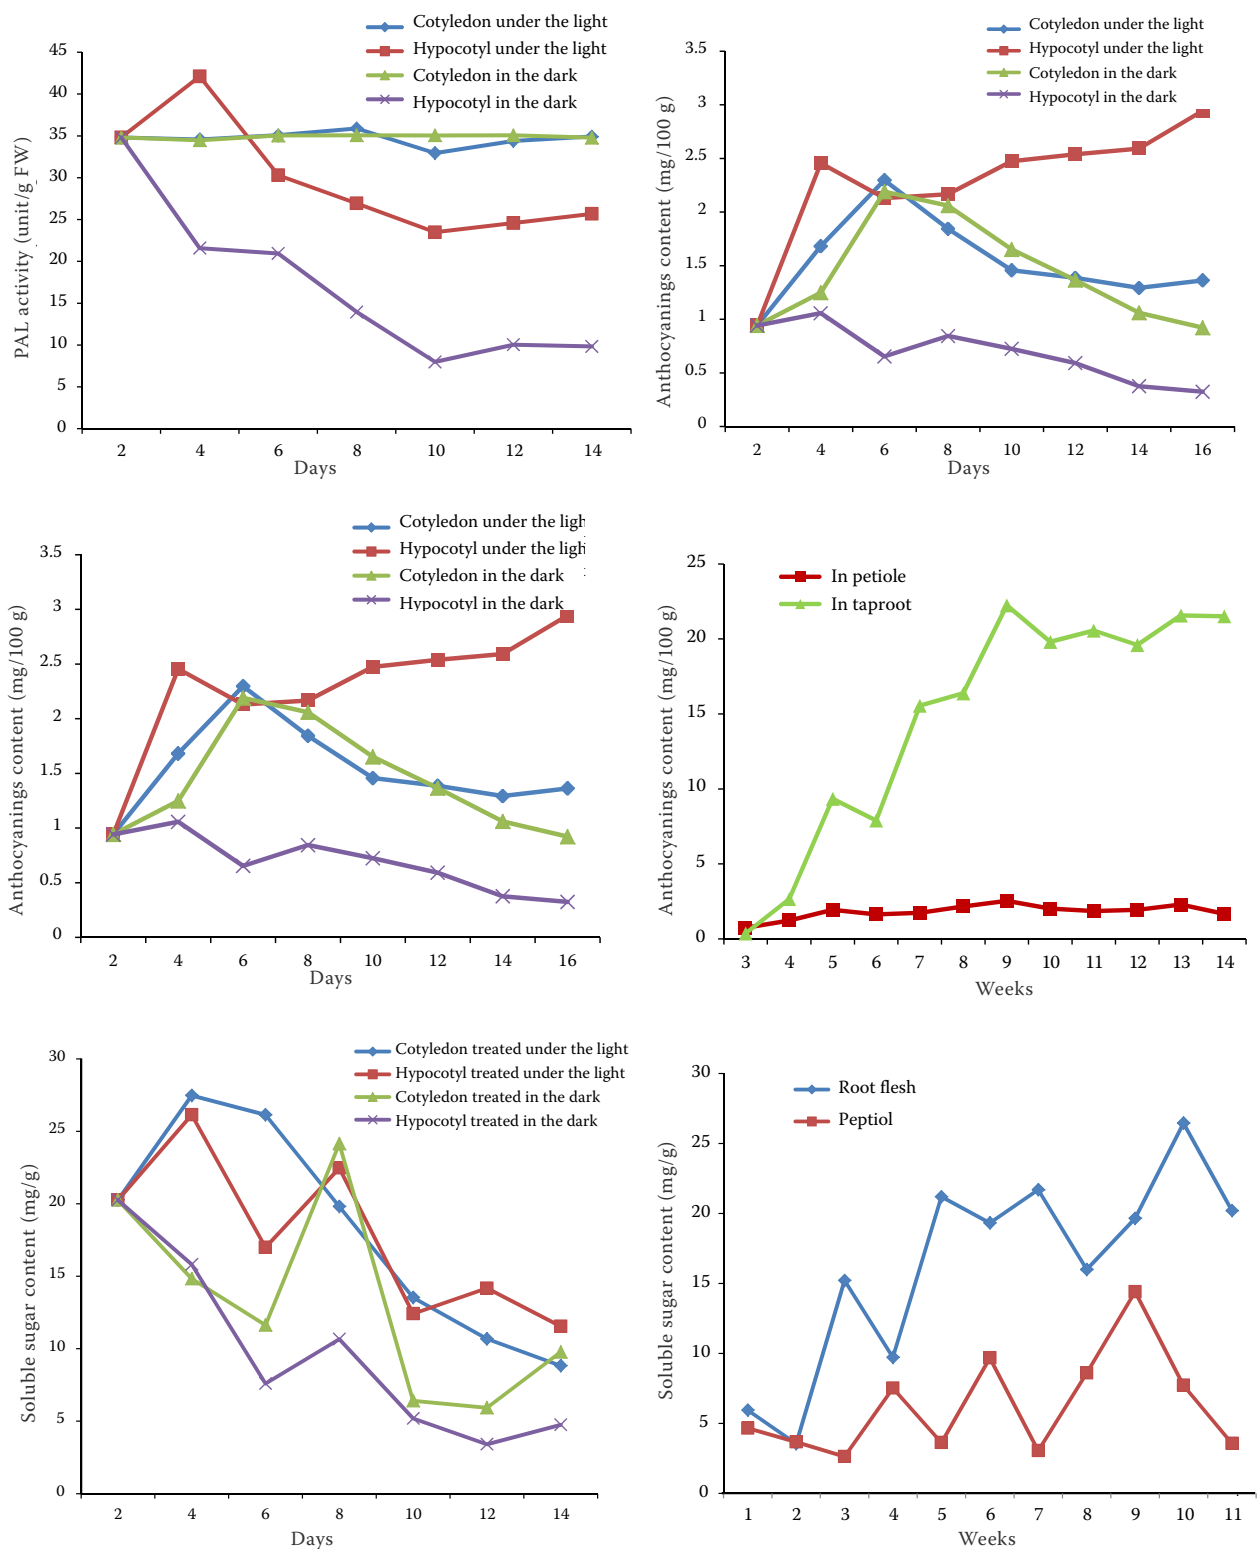 Cotyledon under the light
Hypocotyl under the light
Cotyledon in the dark
Hypocotyl in the dark
45
40
35
30
25
20
15
10
5
0
PAL activity (unit/g FW)
2 4 6 8 10 12 14
Days
Cotyledon under the light
Hypocotyl under the light
Cotyledon in the dark
Hypocotyl in the dark
3.5
3
2.5
2
1.5
1
0.5
0
Anthocyanings content (mg/100 g)
2 4 6 8 10 12 14 16
Days
Cotyledon under the ligh
Hypocotyl under the ligh
Cotyledon in the dark
Hypocotyl in the dark
3.5
3
2.5
2
1.5
1
0.5
0
Anthocyanings content (mg/100 g)
2 4 6 8 10 12 14 16
Days
In petiole
In taproot
25
20
15
10
5
0
Anthocyanings content (mg/100 g)
3 4 5 6 7 8 9 10 11 12 13 14
Weeks
Cotyledon treated under the light
Hypocotyl treated under the light
Cotyledon treated in the dark
Hypocotyl treated in the dark
30
25
20
15
10
5
0
Soluble sugar content (mg/g)
2 4 6 8 10 12 14
Days
Root flesh
Peptiol
30
25
20
15
10
5
0
Soluble sugar content (mg/g)
1 2 3 4 5 6 7 8 9 10 11
Weeks